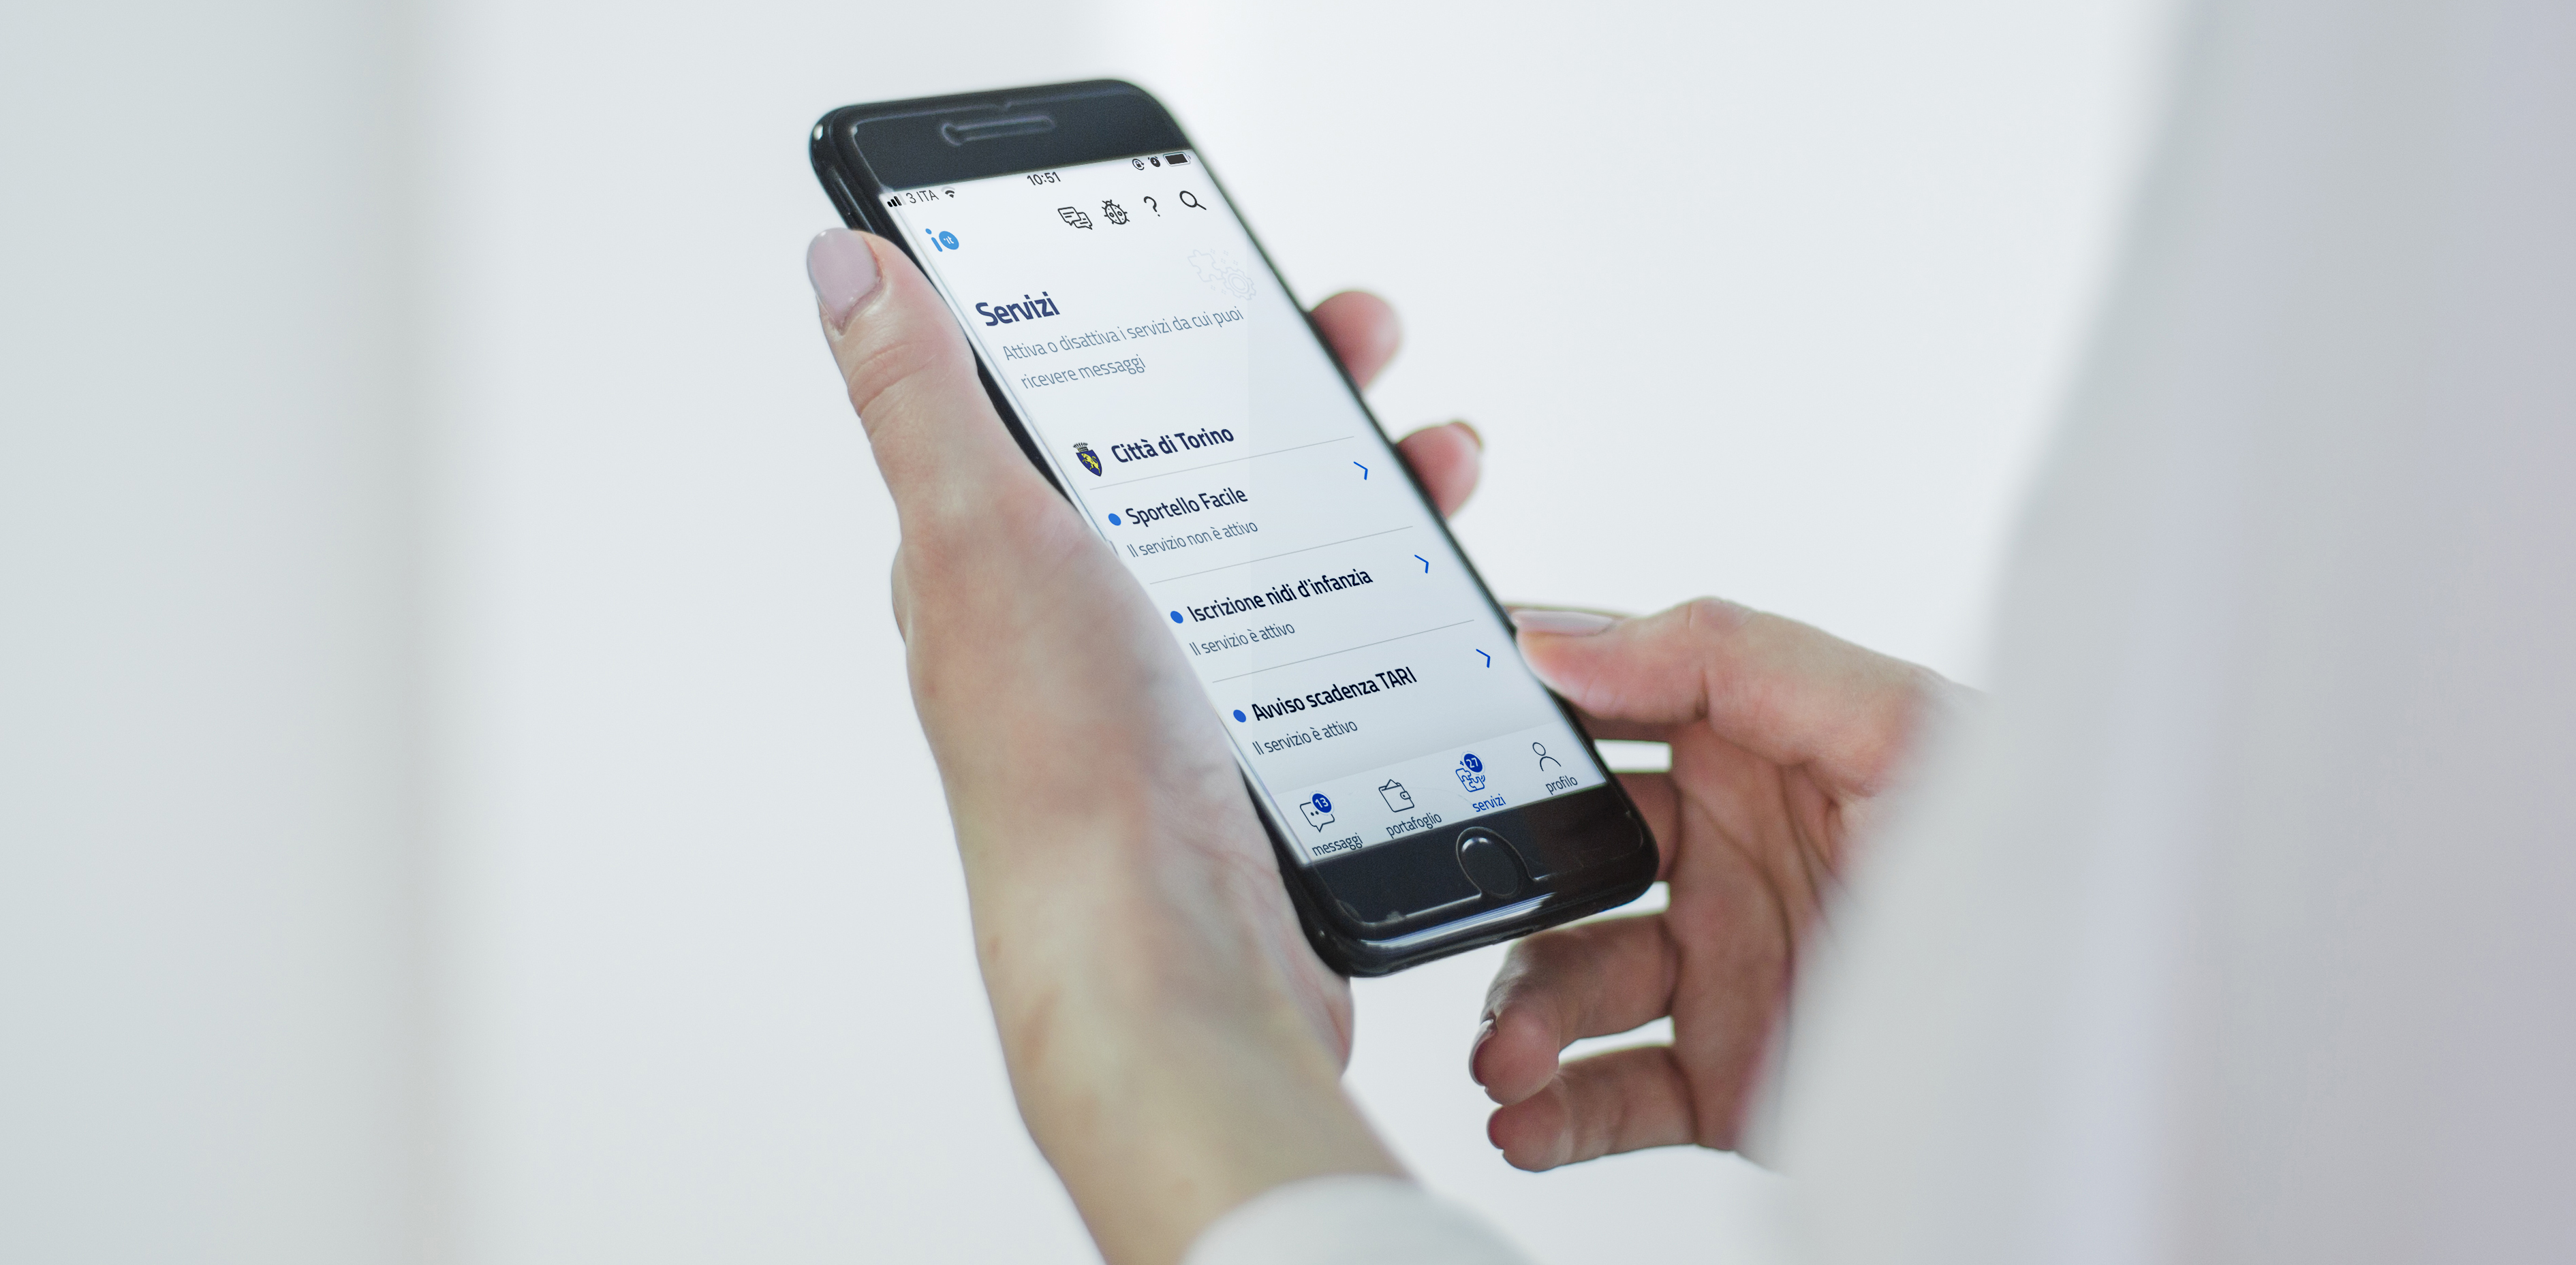 3 ITA
10:51
io it
Servizi
Attiva o disattiva i servizi da cui puoi
ricevere messaggi
Città di Torino
Sportello Facile
Il servizio non è attivo
Iscrizione nidi d'infanzia
Il servizio è attivo
Avviso scadenza TARI
Il servizio è attivo
13
27
messaggi
portafoglio
servizi
profilo